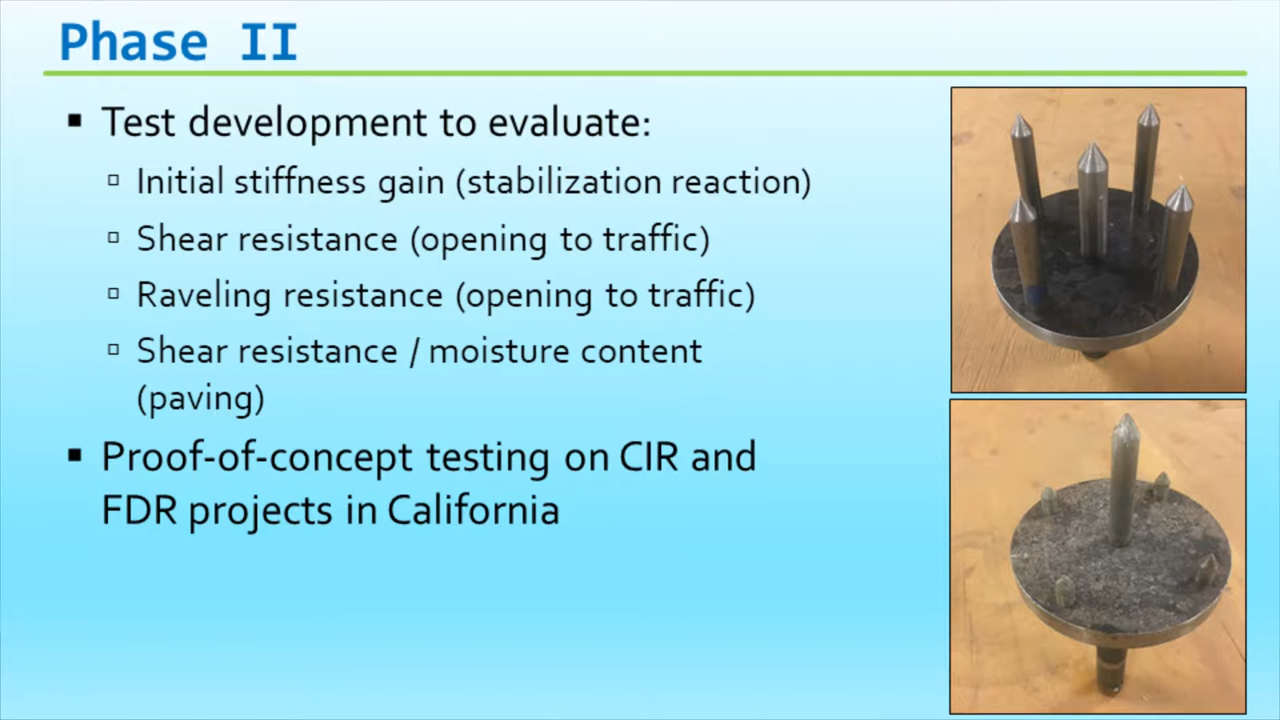 Phase II
Test development to evaluate:
Initial stiffness gain (stabilization reaction)
Shear resistance (opening to traffic)
Raveling resistance (opening to traffic)
Shear resistance / moisture content
(paving)
Proof-of-concept testing on CIR and
FDR projects in California